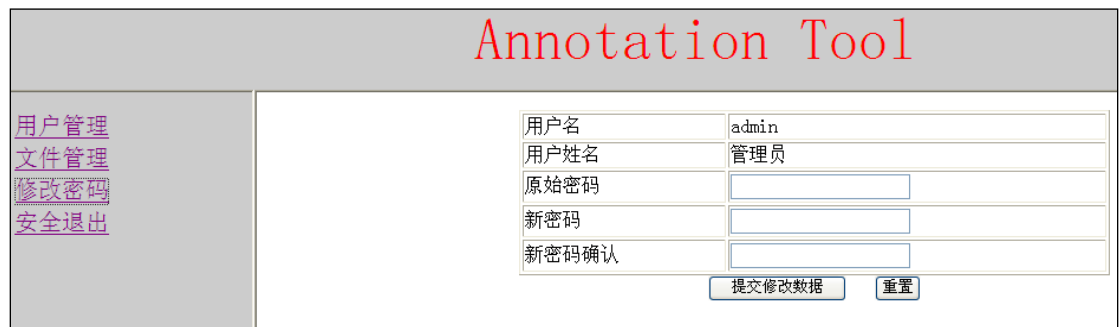 Annotation Tool
用户管理
文件管理
修改密码
安全退出
用户名 admin
用户姓名 管理员
原始密码
新密码
新密码确认
提交修改数据 重置